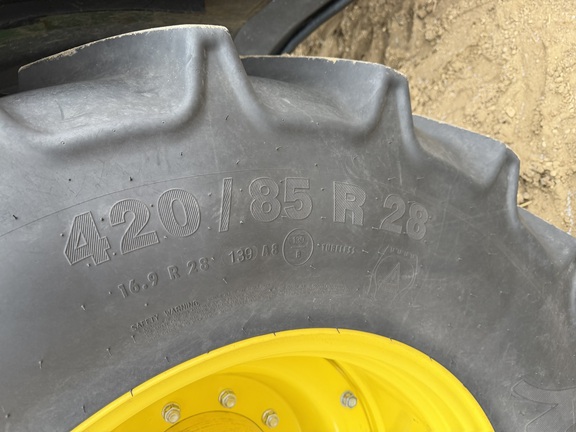 420/85 R 28
16.9 R 28 139 A8
SAFETY WARNING